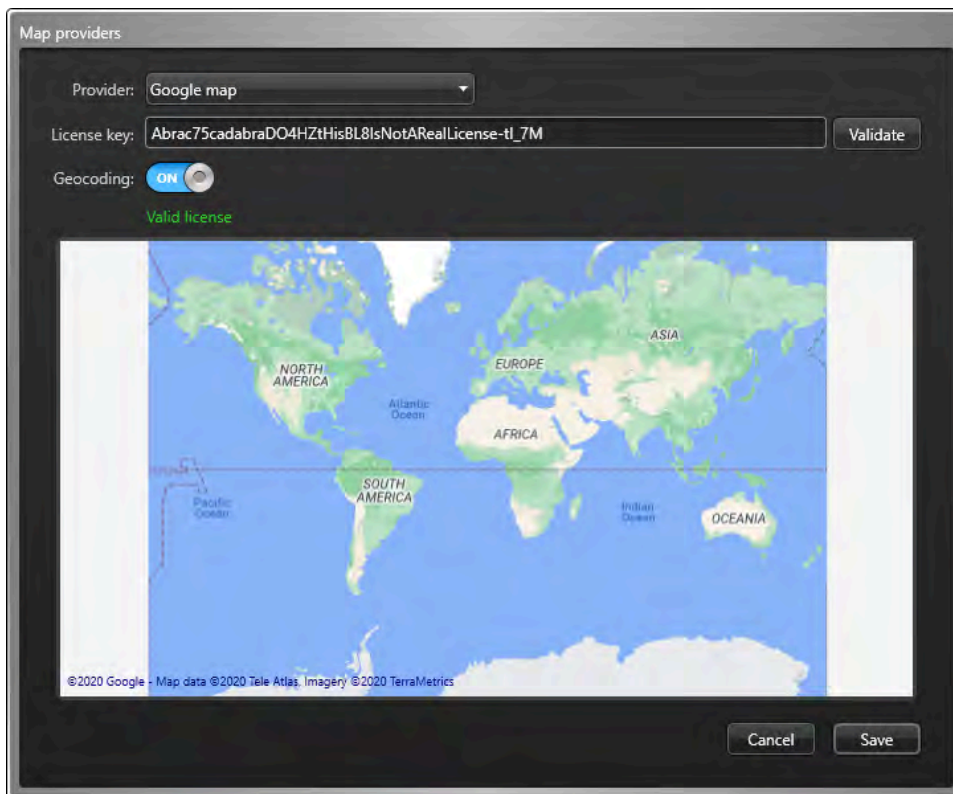 Map providers
Provider: Google map
License key: Abrac75cadabraDO4HZtHisBL8IsNotARealLicense-tI_7M Validate
Geocoding: ON
Valid license
ASIA
EUROPE
NORTH
AMERICA
Atlantic
Ocean
AFRICA
SOUTH
AMERICA
Pacific
Ocean
Indian
Ocean
OCEANIA
©2020 Google - Map data ©2020 Tele Atlas, Imagery ©2020 TerraMetrics
Cancel Save